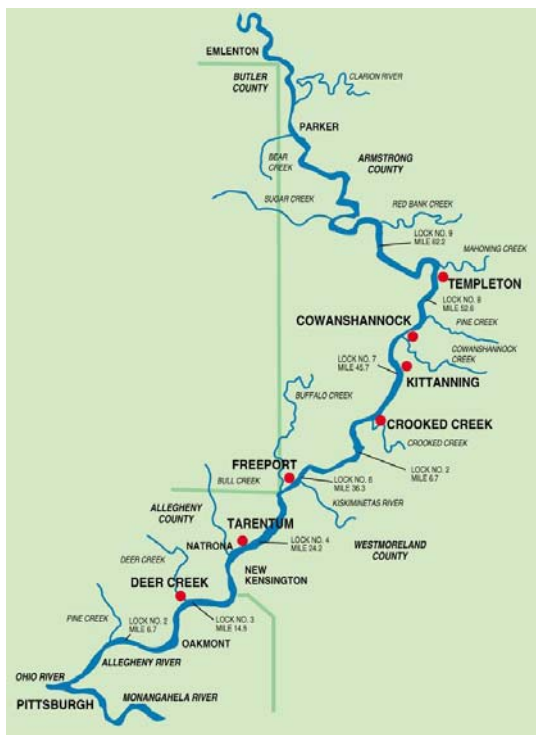 EMLENTON
BUTLER
COUNTY
CLARION RIVER
PARKER
BEAR
CREEK
ARMSTRONG
COUNTY
SUGAR CREEK
RED BANK CREEK
LOCK NO. 9
MILE 62.2
MAHONING CREEK
TEMPLETON
LOCK NO. 8
MILE 52.6
COWANSHANNOCK
PINE CREEK
COWANSHANNOCK
CREEK
LOCK NO. 7
MILE 45.7
KITTANNING
BUFFALO CREEK
CROOKED CREEK
CROOKED CREEK
FREEPORT
LOCK NO. 6
MILE 36.3
LOCK NO. 2
MILE 6.7
BULL CREEK
KISKIMINETAS RIVER
ALLEGHENY
COUNTY
TARENTUM
LOCK NO. 4
MILE 24.2
NATRONA
WESTMORELAND
COUNTY
DEER CREEK
NEW
KENSINGTON
DEER CREEK
PINE CREEK
LOCK NO. 2
MILE 6.7
LOCK NO. 3
MILE 14.5
OAKMONT
ALLEGHENY RIVER
OHIO RIVER
PITTSBURGH
MONANGAHELA RIVER